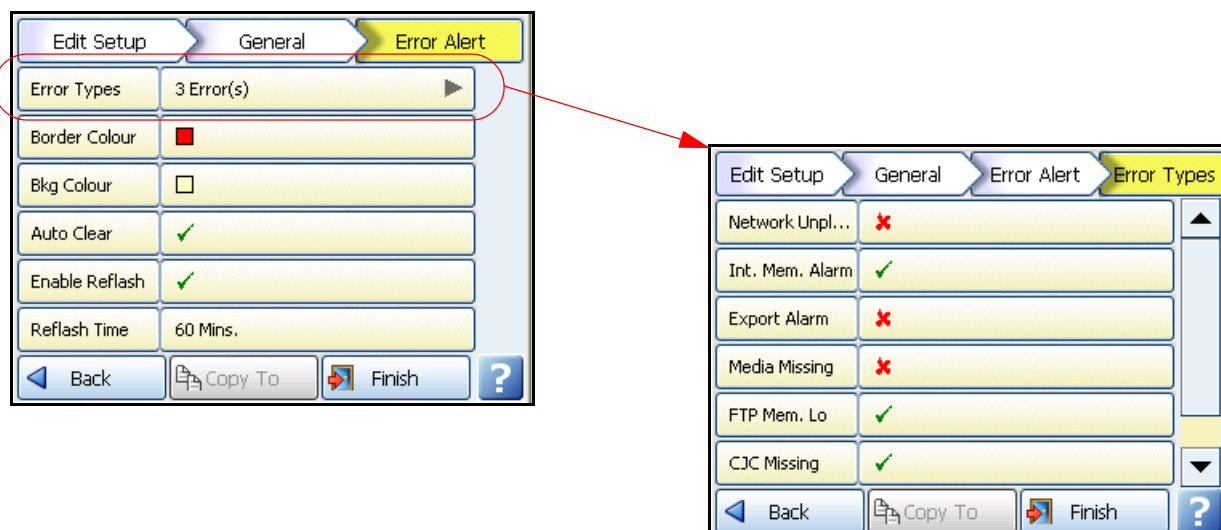 Edit Setup General Error Alert
Error Types 3 Error(s)
Border Colour
Bkg Colour
Auto Clear
Enable Reflash
Reflash Time 60 Mins.
Back Copy To Finish ?
Edit Setup General Error Alert Error Types
Network Unpl...
Int. Mem. Alarm
Export Alarm
Media Missing
FTP Mem. Lo
CJC Missing
Back Copy To Finish ?